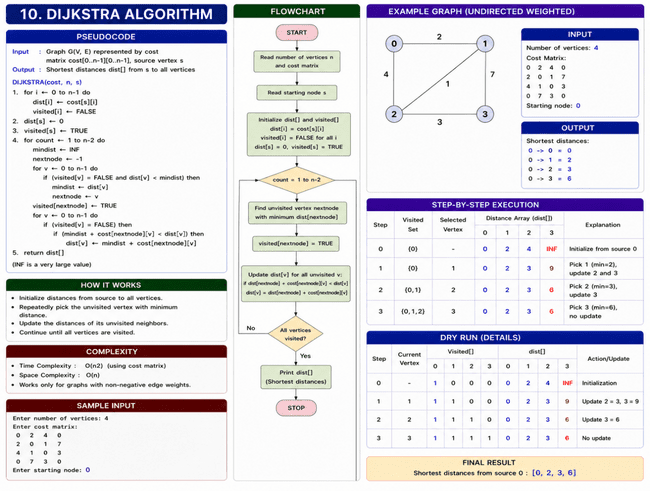 10. DIJKSTRA ALGORITHM
PSEUDOCODE
Input : Graph G(V, E) represented by cost
matrix cost[0..n-1][0..n-1], source vertex s
Output : Shortest distances dist[] from s to all vertices
DIJKSTRA(cost, n, s)
1. for i ← 0 to n-1 do
dist[i] ← cost[s][i]
visited[i] ← FALSE
2. dist[s] ← 0
3. visited[s] ← TRUE
4. for count ← 1 to n-2 do
mindist ← INF
nextnode ← -1
for v ← 0 to n-1 do
if (visited[v] = FALSE and dist[v] < mindist) then
mindist ← dist[v]
nextnode ← v
visited[nextnode] ← TRUE
for v ← 0 to n-1 do
if (visited[v] = FALSE) then
if (mindist + cost[nextnode][v] < dist[v]) then
dist[v] ← mindist + cost[nextnode][v]
5. return dist[]
(INF is a very large value)
HOW IT WORKS
• Initialize distances from source to all vertices.
• Repeatedly pick the unvisited vertex with minimum
distance.
• Update the distances of its unvisited neighbors.
• Continue until all vertices are visited.
COMPLEXITY
• Time Complexity : O(n2) (using cost matrix)
• Space Complexity : O(n)
• Works only for graphs with non-negative edge weights.
SAMPLE INPUT
Enter number of vertices: 4
Enter cost matrix:
0 2 4 0
2 0 1 7
4 1 0 3
0 7 3 0
Enter starting node: 0
FLOWCHART
START
Read number of vertices n
and cost matrix
Read starting node s
Initialize dist[] and visited[]
dist[i] = cost[s][i]
visited[i] = FALSE for all i
dist[s] = 0, visited[s] = TRUE
count = 1 to n-2
Find unvisited vertex nextnode
with minimum dist[nextnode]
visited[nextnode] = TRUE
Update dist[v] for all unvisited v:
if dist[nextnode] + cost[nextnode][v] < dist[v]
dist[v] = dist[nextnode] + cost[nextnode][v]
No
All vertices
visited?
Yes
Print dist[]
(Shortest distances)
STOP
EXAMPLE GRAPH (UNDIRECTED WEIGHTED)
0 2 1
4 1 7
2 3 3
INPUT
Number of vertices: 4
Cost Matrix:
0 2 4 0
2 0 1 7
4 1 0 3
0 7 3 0
Starting node: 0
OUTPUT
Shortest distances:
0 -> 0 = 0
0 -> 1 = 2
0 -> 2 = 3
0 -> 3 = 6
STEP-BY-STEP EXECUTION
Step Visited Set Selected Vertex Distance Array (dist[]) Explanation
0 1 2 3
0 {0} - 0 2 4 INF Initialize from source 0
1 {0} 1 0 2 3 9 Pick 1 (min=2), update 2 and 3
2 {0,1} 2 0 2 3 6 Pick 2 (min=3), update 3
3 {0,1,2} 3 0 2 3 6 Pick 3 (min=6), no update
DRY RUN (DETAILS)
Step Current Vertex Visited[] dist[] Action/Update
0 1 2 3 0 1 2 3
0 - 1 0 0 0 0 2 4 INF Initialization
1 1 1 1 0 0 0 2 3 9 Update 2 = 3, 3 = 9
2 2 1 1 1 0 0 2 3 6 Update 3 = 6
3 3 1 1 1 1 0 2 3 6 No update
FINAL RESULT
Shortest distances from source 0 : [0, 2, 3, 6]